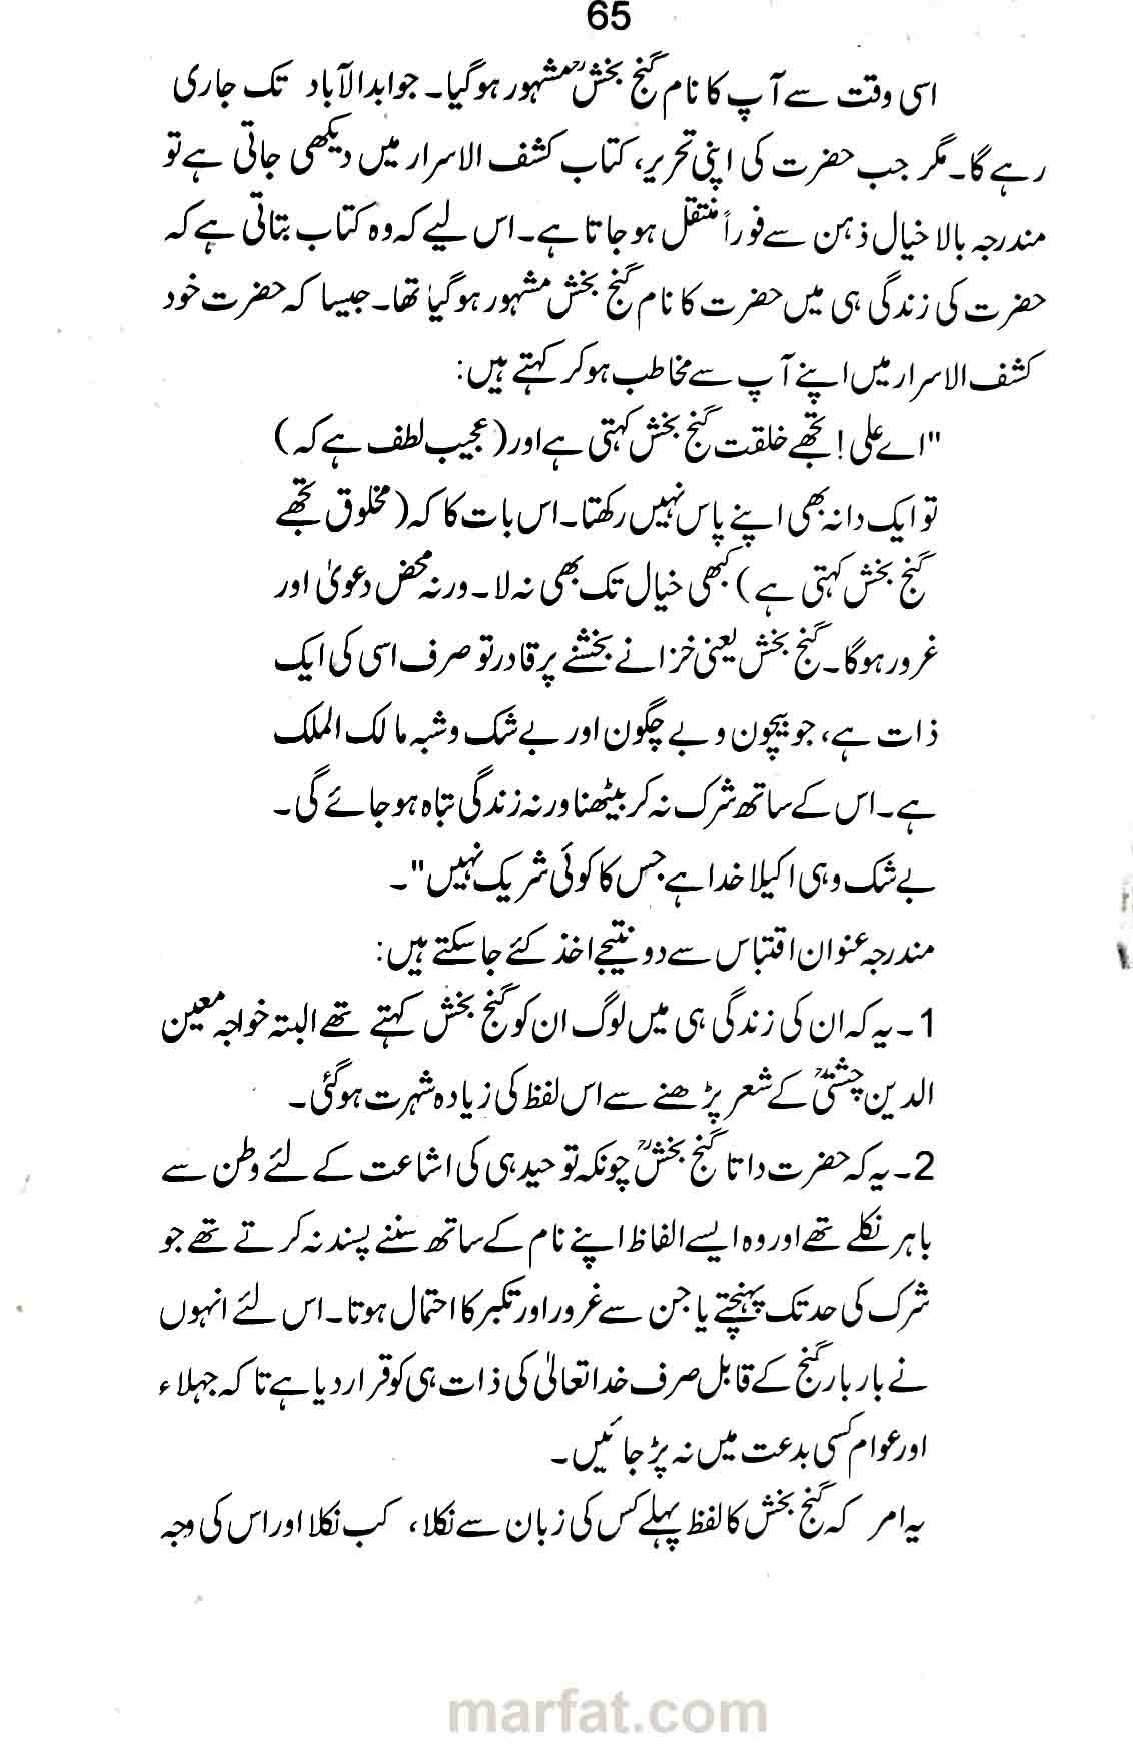 65
اسی وقت سے آپ کا نام گنج بخشؒ مشہور ہوگیا۔ جو ابدالآباد تک جاری
رہے گا۔ مگر جب حضرت کی اپنی تحریر، کتاب کشف الاسرار میں دیکھی جاتی ہے تو
مندرجہ بالا خیال ذہن سے فوراً منتقل ہو جاتا ہے۔ اس لیے کہ وہ کتاب بتاتی ہے کہ
حضرت کی زندگی ہی میں حضرت کا نام گنج بخش مشہور ہوگیا تھا۔ جیسا کہ حضرت خود
کشف الاسرار میں اپنے آپ سے مخاطب ہو کر کہتے ہیں:
"اے علی! تجھے خلقت گنج بخش کہتی ہے اور (عجیب لطف ہے کہ)
تو ایک دانہ بھی اپنے پاس نہیں رکھتا۔ اس بات کا کہ (مخلوق تجھے
گنج بخش کہتی ہے) کبھی خیال تک بھی نہ لا۔ ورنہ محض دعویٰ اور
غرور ہوگا۔ گنج بخش یعنی خزانے بخشنے پر قادر تو صرف اسی کی ایک
ذات ہے، جو بیچون و بے چگون اور بے شک و شبہ مالک الملک
ہے۔ اس کے ساتھ شرک نہ کر بیٹھنا ورنہ زندگی تباہ ہو جائے گی۔
بے شک وہی اکیلا خدا ہے جس کا کوئی شریک نہیں"۔
مندرجہ عنوان اقتباس سے دو نتیجے اخذ کئے جا سکتے ہیں:
1۔ یہ کہ ان کی زندگی ہی میں لوگ ان کو گنج بخش کہتے تھے البتہ خواجہ معین
الدین چشتیؒ کے شعر پڑھنے سے اس لفظ کی زیادہ شہرت ہوگئی۔
2۔ یہ کہ حضرت داتا گنج بخشؒ چونکہ توحید ہی کی اشاعت کے لئے وطن سے
باہر نکلے تھے اور وہ ایسے الفاظ اپنے نام کے ساتھ سننے پسند نہ کرتے تھے جو
شرک کی حد تک پہنچتے یا جن سے غرور اور تکبر کا احتمال ہوتا۔ اس لئے انہوں
نے بار بار گنج کے قابل صرف خدا تعالیٰ کی ذات ہی کو قرار دیا ہے تاکہ جہلاء
اور عوام کسی بدعت میں نہ پڑ جائیں۔
یہ امر کہ گنج بخش کا لفظ پہلے کس کی زبان سے نکلا، کب نکلا اور اس کی وجہ
marfat.com